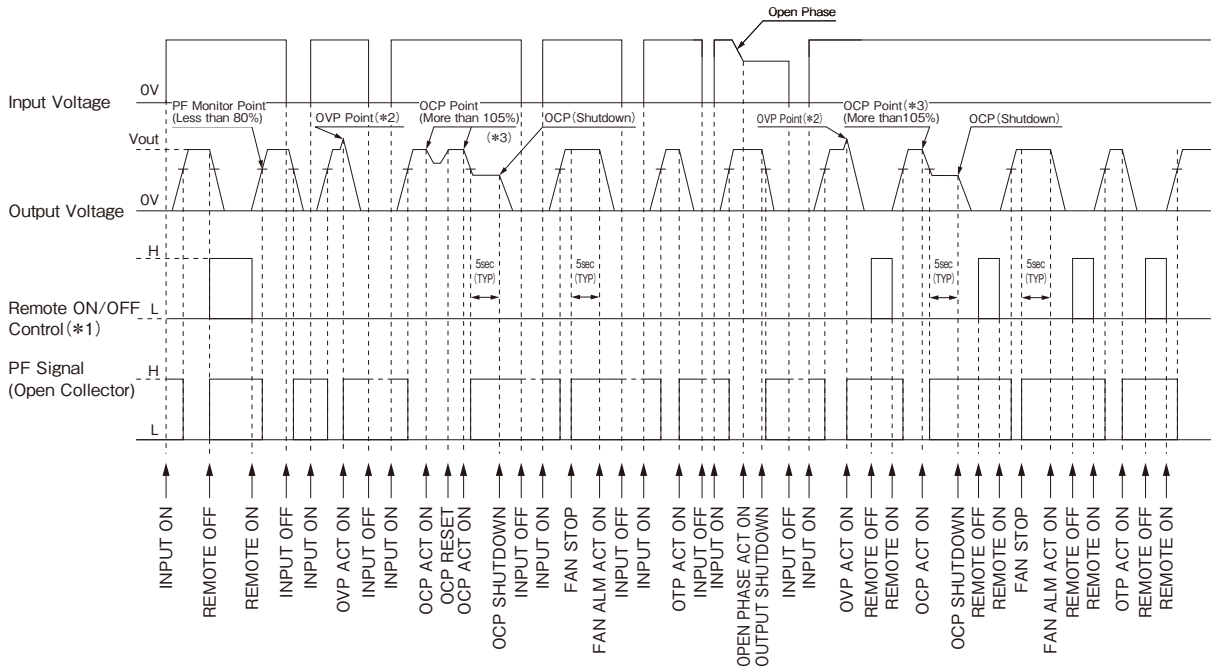 Open Phase
Input Voltage
0V
PF Monitor Point
(Less than 80%)
OVP Point(*2)
OCP Point
(More than 105%)
(*3)
OCP(Shutdown)
OVP Point(*2)
OCP Point(*3)
(More than105%)
OCP(Shutdown)
Vout
Output Voltage
0V
H
5sec
(TYP)
5sec
(TYP)
5sec
(TYP)
5sec
(TYP)
Remote ON/OFF
Control(*1)
L
PF Signal
(Open Collector)
H
L
INPUT ON
REMOTE OFF
REMOTE ON
INPUT OFF
INPUT ON
OVP ACT ON
INPUT OFF
INPUT ON
OCP ACT ON
OCP RESET
OCP ACT ON
OCP SHUTDOWN
INPUT OFF
INPUT ON
FAN STOP
FAN ALM ACT ON
INPUT OFF
INPUT ON
OTP ACT ON
INPUT OFF
INPUT ON
OPEN PHASE ACT ON
OUTPUT SHUTDOWN
INPUT OFF
INPUT ON
OVP ACT ON
REMOTE OFF
REMOTE ON
OCP ACT ON
OCP SHUTDOWN
REMOTE OFF
REMOTE ON
FAN STOP
FAN ALM ACT ON
REMOTE OFF
REMOTE ON
OTP ACT ON
REMOTE OFF
REMOTE ON